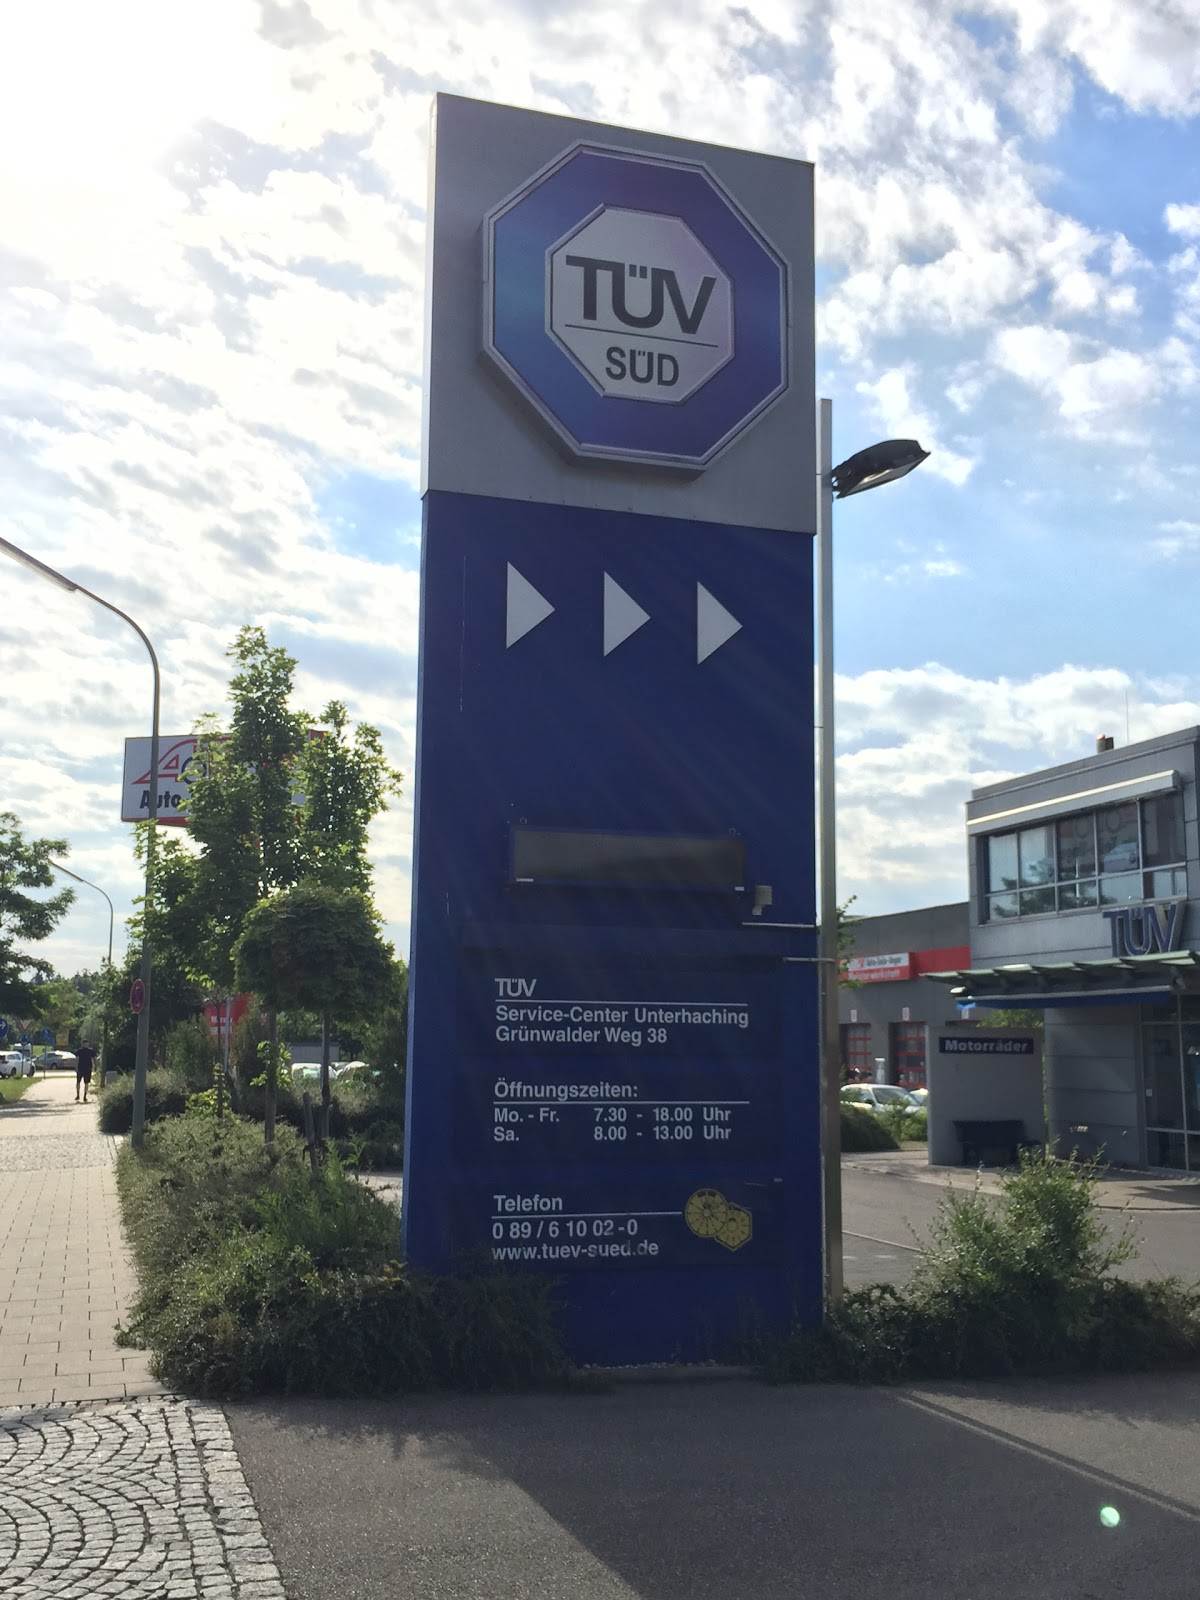 TÜV
SÜD
Auto
TÜV
Motorräder
TÜV
Service-Center Unterhaching
Grünwalder Weg 38
Öffnungszeiten:
Mo. - Fr. 7.30 - 18.00 Uhr
Sa. 8.00 - 13.00 Uhr
Telefon
0 89 / 6 10 02 - 0
www.tuev-sued.de